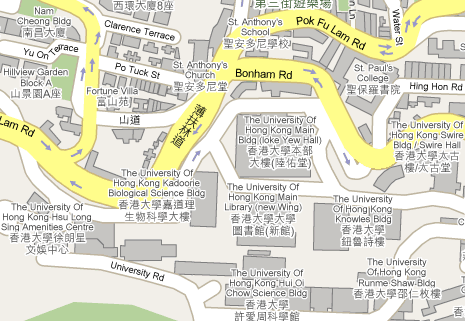 西環大廈8座
第三街遊樂場
Nam
Cheong Bldg
南昌大廈
Clarence Terrace
St. Anthony's
School
聖安多尼學校
Pok Fu Lam Rd
Water St
Yu On Terrace
Hillview Garden
Block A
山景園A座
Po Tuck St
St. Anthony's
Church
聖安多尼堂
Bonham Rd
St. Paul's
College
聖保羅書院
Hing Hon Rd
Fortune Villa
富山苑
山道
薄扶林道
Lam Rd
The University Of
Hong Kong Main
Bldg (loke Yew Hall)
香港大學本部
大樓(陸佑堂)
The University Of
Hong Kong Swire
Bldg / Swire Hall
香港大學太古
樓/太古堂
The University Of
Hong Kong Kadoorie
Biological Science Bldg
香港大學嘉道理
生物科學大樓
The University Of
Hong Kong Main
Library (new Wing)
香港大學大學
圖書館(新館)
The University
Of Hong Kong
Knowles Bldg
香港大學
鈕魯詩樓
The University Of
Hong Kong Hsu Long
Sing Amenities Centre
香港大學徐朗星
文娛中心
University Rd
The University Of
Hong Kong Hui Oi
Chow Science Bldg
香港大學
許愛周科學館
The University
Of Hong Kong
Runme Shaw Bldg
香港大學邵仁枚樓